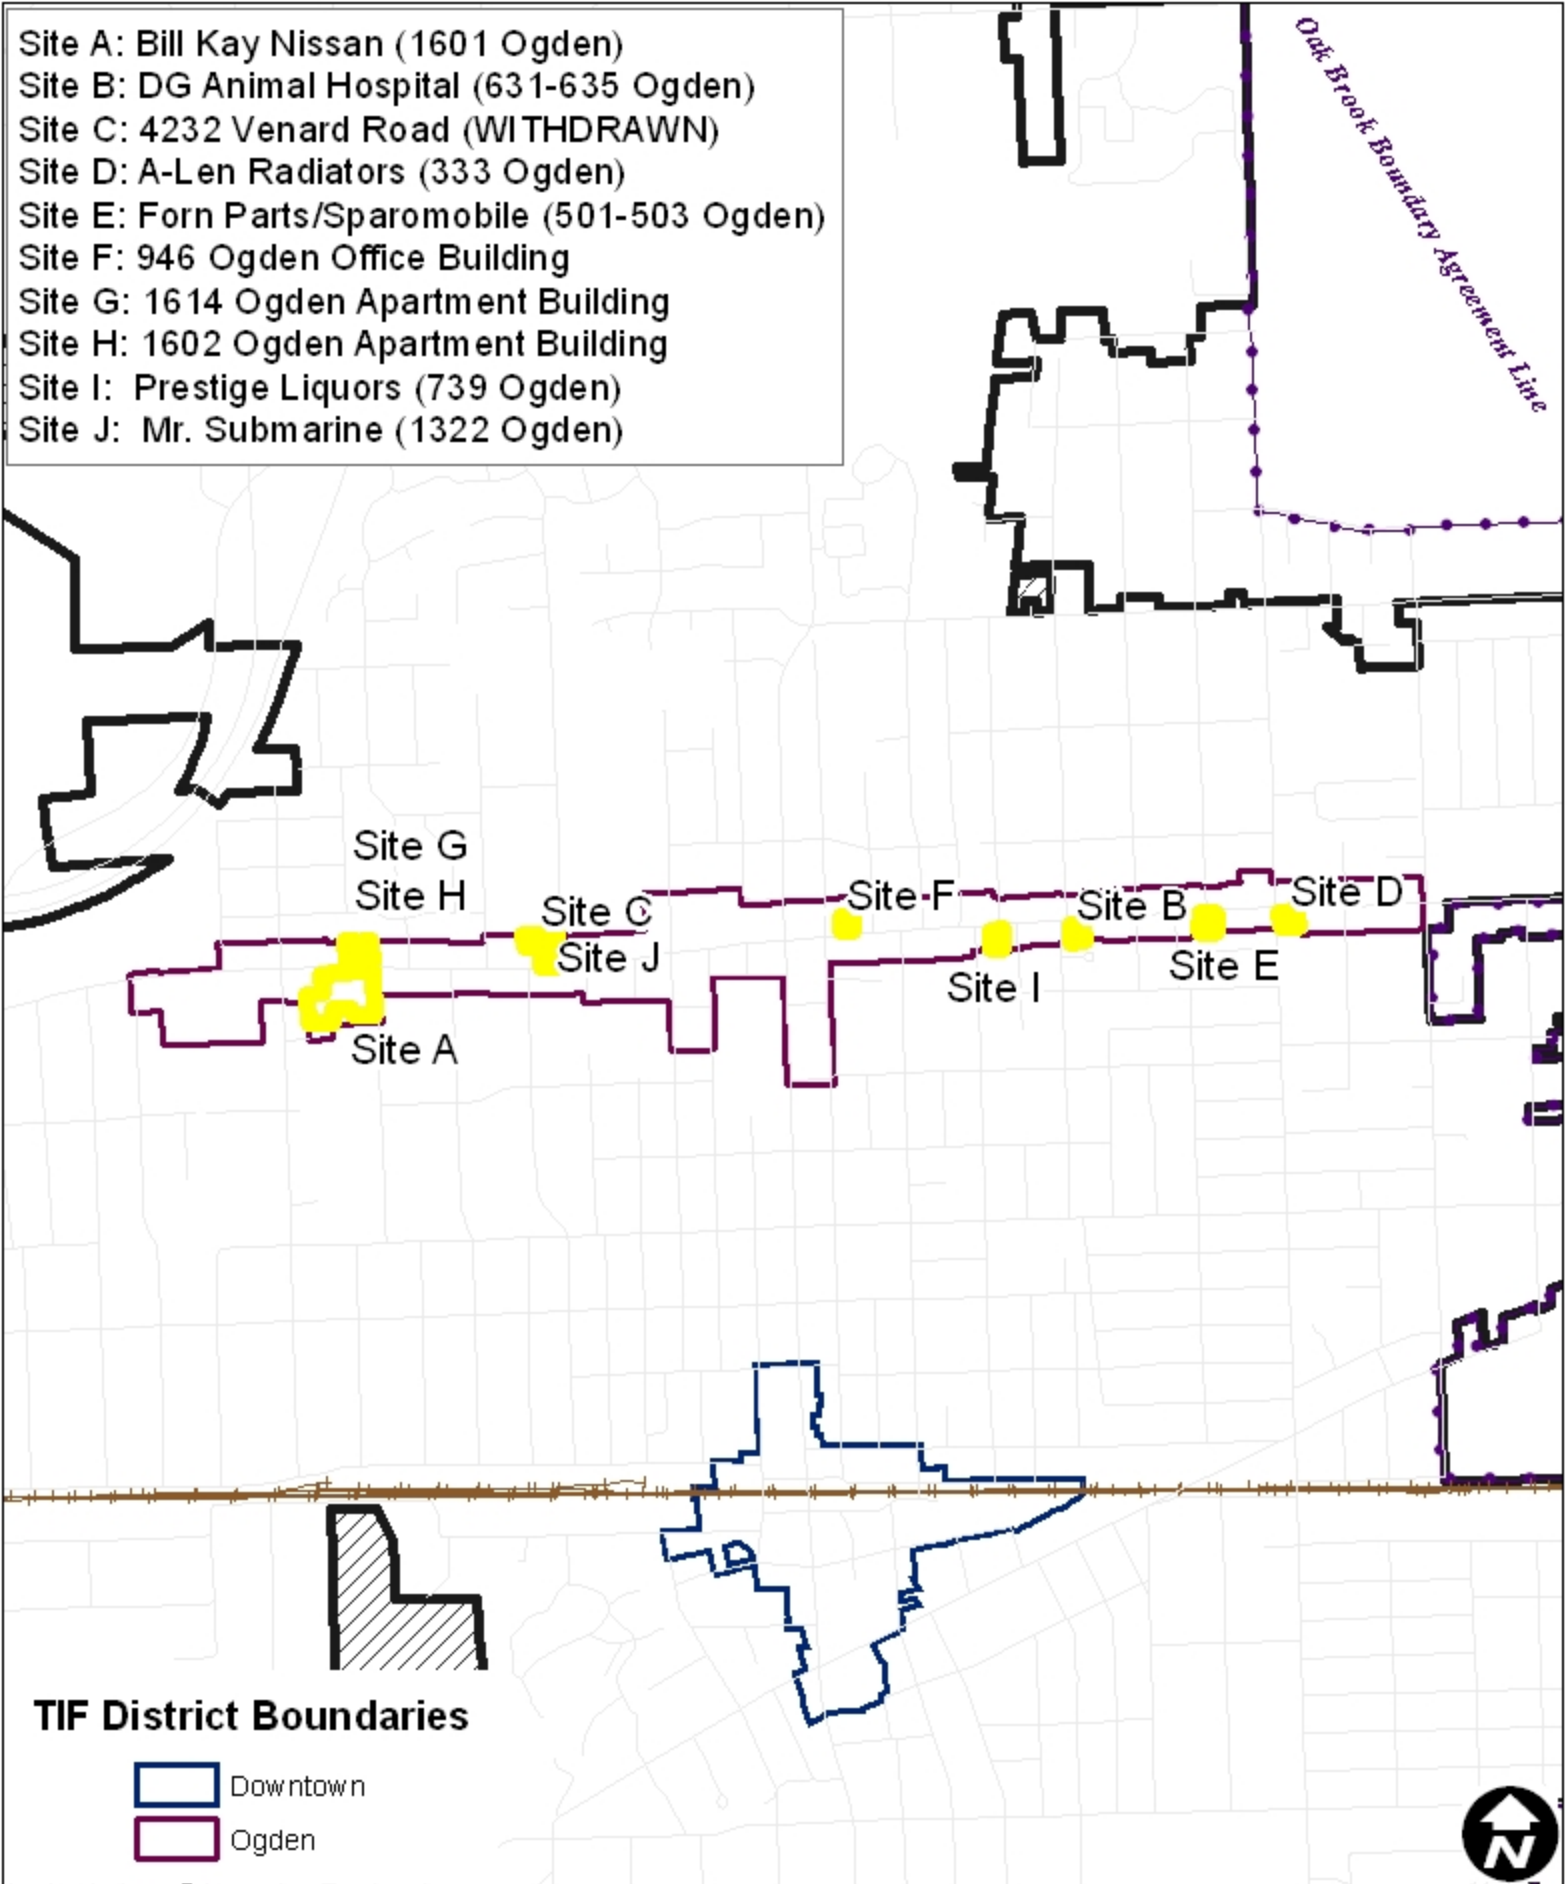 Site A: Bill Kay Nissan (1601 Ogden)
Site B: DG Animal Hospital (631-635 Ogden)
Site C: 4232 Venard Road (WITHDRAWN)
Site D: A-Len Radiators (333 Ogden)
Site E: Forn Parts/Sparomobile (501-503 Ogden)
Site F: 946 Ogden Office Building
Site G: 1614 Ogden Apartment Building
Site H: 1602 Ogden Apartment Building
Site I:  Prestige Liquors (739 Ogden)
Site J:  Mr. Submarine (1322 Ogden)
Oak Brook Boundary Agreement Line
Site G
Site H
Site C
Site J
Site F
Site B
Site D
Site I
Site E
Site A
TIF District Boundaries
Downtown
Ogden
N